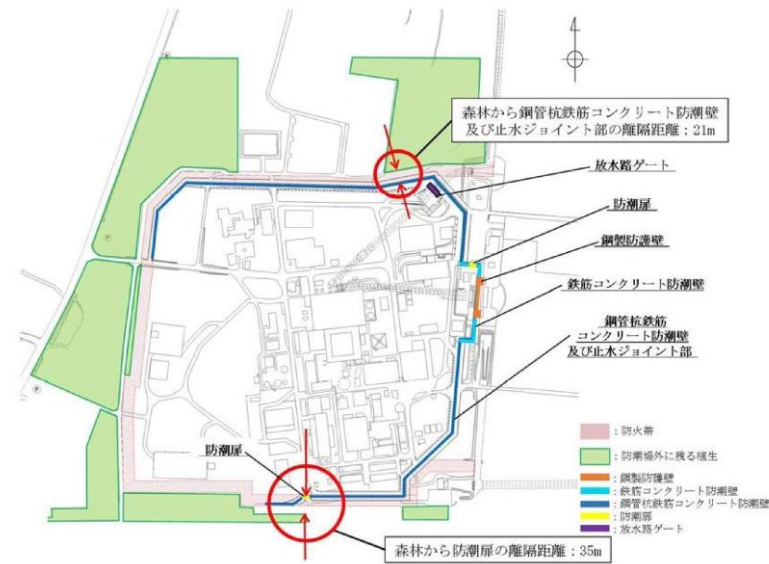 森林から鋼管杭鉄筋コンクリート防潮壁
及び止水ジョイント部の離隔距離：21m
放水路ゲート
防潮扉
鋼製防護壁
鉄筋コンクリート防潮壁
鋼管杭鉄筋
コンクリート防潮壁
及び止水ジョイント部
防潮扉
森林から防潮扉の離隔距離：35m
：防火帯
：防潮堤外に残る植生
：鋼製防護壁
：鉄筋コンクリート防潮壁
：鋼管杭鉄筋コンクリート防潮壁
：防潮扉
：放水路ゲート